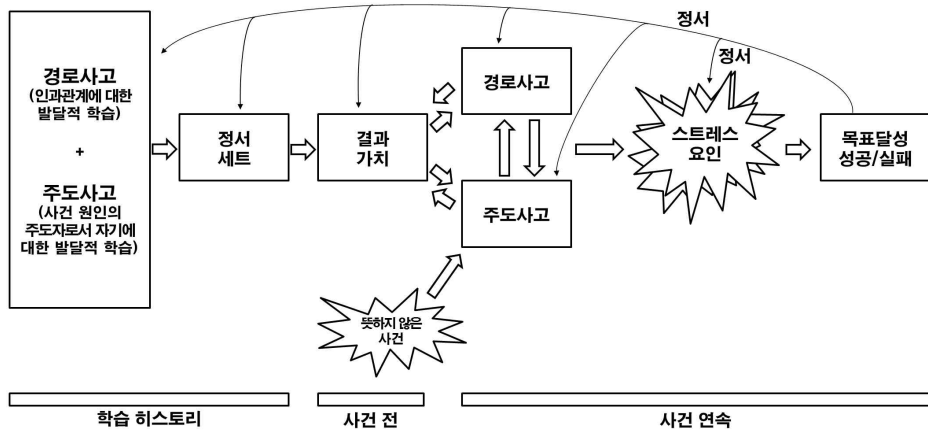 정서
정서
경로사고
(인과관계에 대한
발달적 학습)
+
주도사고
(사건 원인의
주도자로서 자기에
대한 발달적 학습)
정서
세트
결과
가치
경로사고
주도사고
스트레스
요인
목표달성
성공/실패
뜻하지 않은
사건
학습 히스토리
사건 전
사건 연속